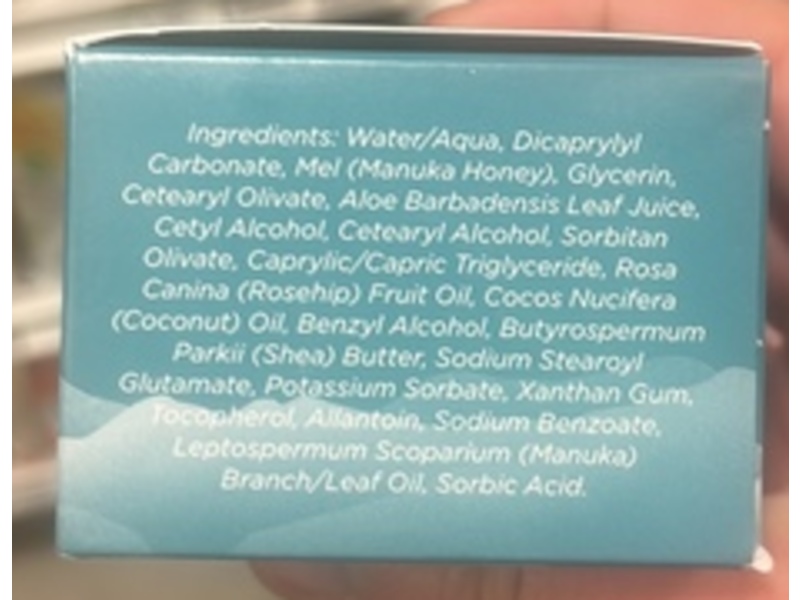 Ingredients: Water/Aqua, Dicaprylyl
Carbonate, Mel (Manuka Honey), Glycerin,
Cetearyl Olivate, Aloe Barbadensis Leaf Juice,
Cetyl Alcohol, Cetearyl Alcohol, Sorbitan
Olivate, Caprylic/Capric Triglyceride, Rosa
Canina (Rosehip) Fruit Oil, Cocos Nucifera
(Coconut) Oil, Benzyl Alcohol, Butyrospermum
Parkii (Shea) Butter, Sodium Stearoyl
Glutamate, Potassium Sorbate, Xanthan Gum,
Tocopherol, Allantoin, Sodium Benzoate,
Leptospermum Scoparium (Manuka)
Branch/Leaf Oil, Sorbic Acid.